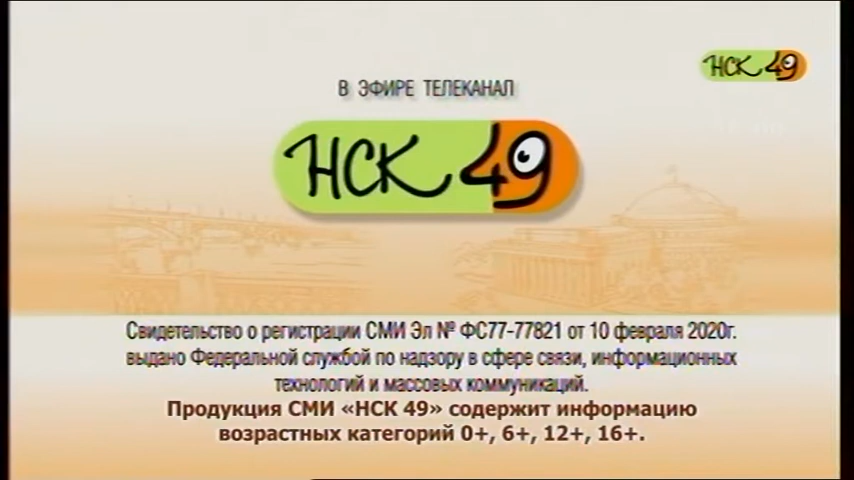 В ЭФИРЕ ТЕЛЕКАНАЛ
НСК 49
НСК 49
Свидетельство о регистрации СМИ Эл № ФС77-77821 от 10 февраля 2020г.
выдано Федеральной службой по надзору в сфере связи, информационных
технологий и массовых коммуникаций.
Продукция СМИ «НСК 49» содержит информацию
возрастных категорий 0+, 6+, 12+, 16+.